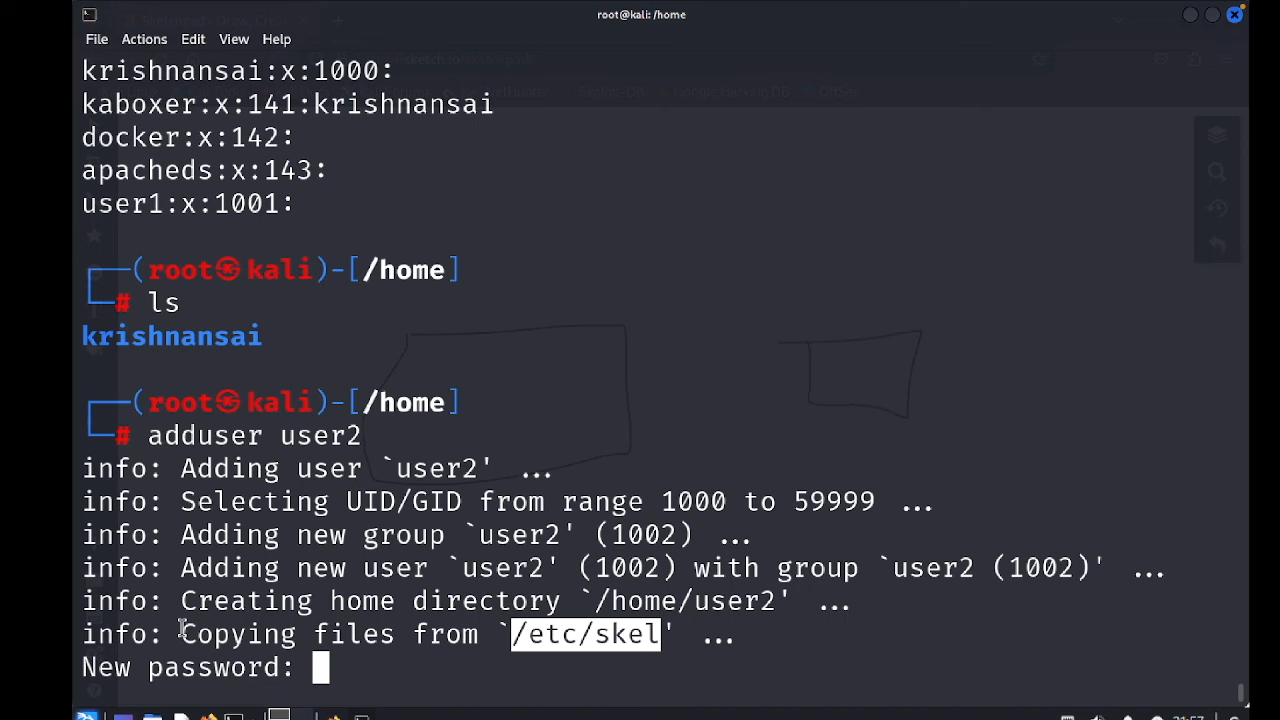 root@kali: /home
File Actions Edit View Help
krishnansai:x:1000:
kaboxer:x:141:krishnansai
docker:x:142:
apacheds:x:143:
user1:x:1001:
┌──(root㉿kali)-[/home]
└─# ls
krishnansai
┌──(root㉿kali)-[/home]
└─# adduser user2
info: Adding user `user2' ...
info: Selecting UID/GID from range 1000 to 59999 ...
info: Adding new group `user2' (1002) ...
info: Adding new user `user2' (1002) with group `user2 (1002)' ...
info: Creating home directory `/home/user2' ...
info: Copying files from `/etc/skel' ...
New password: